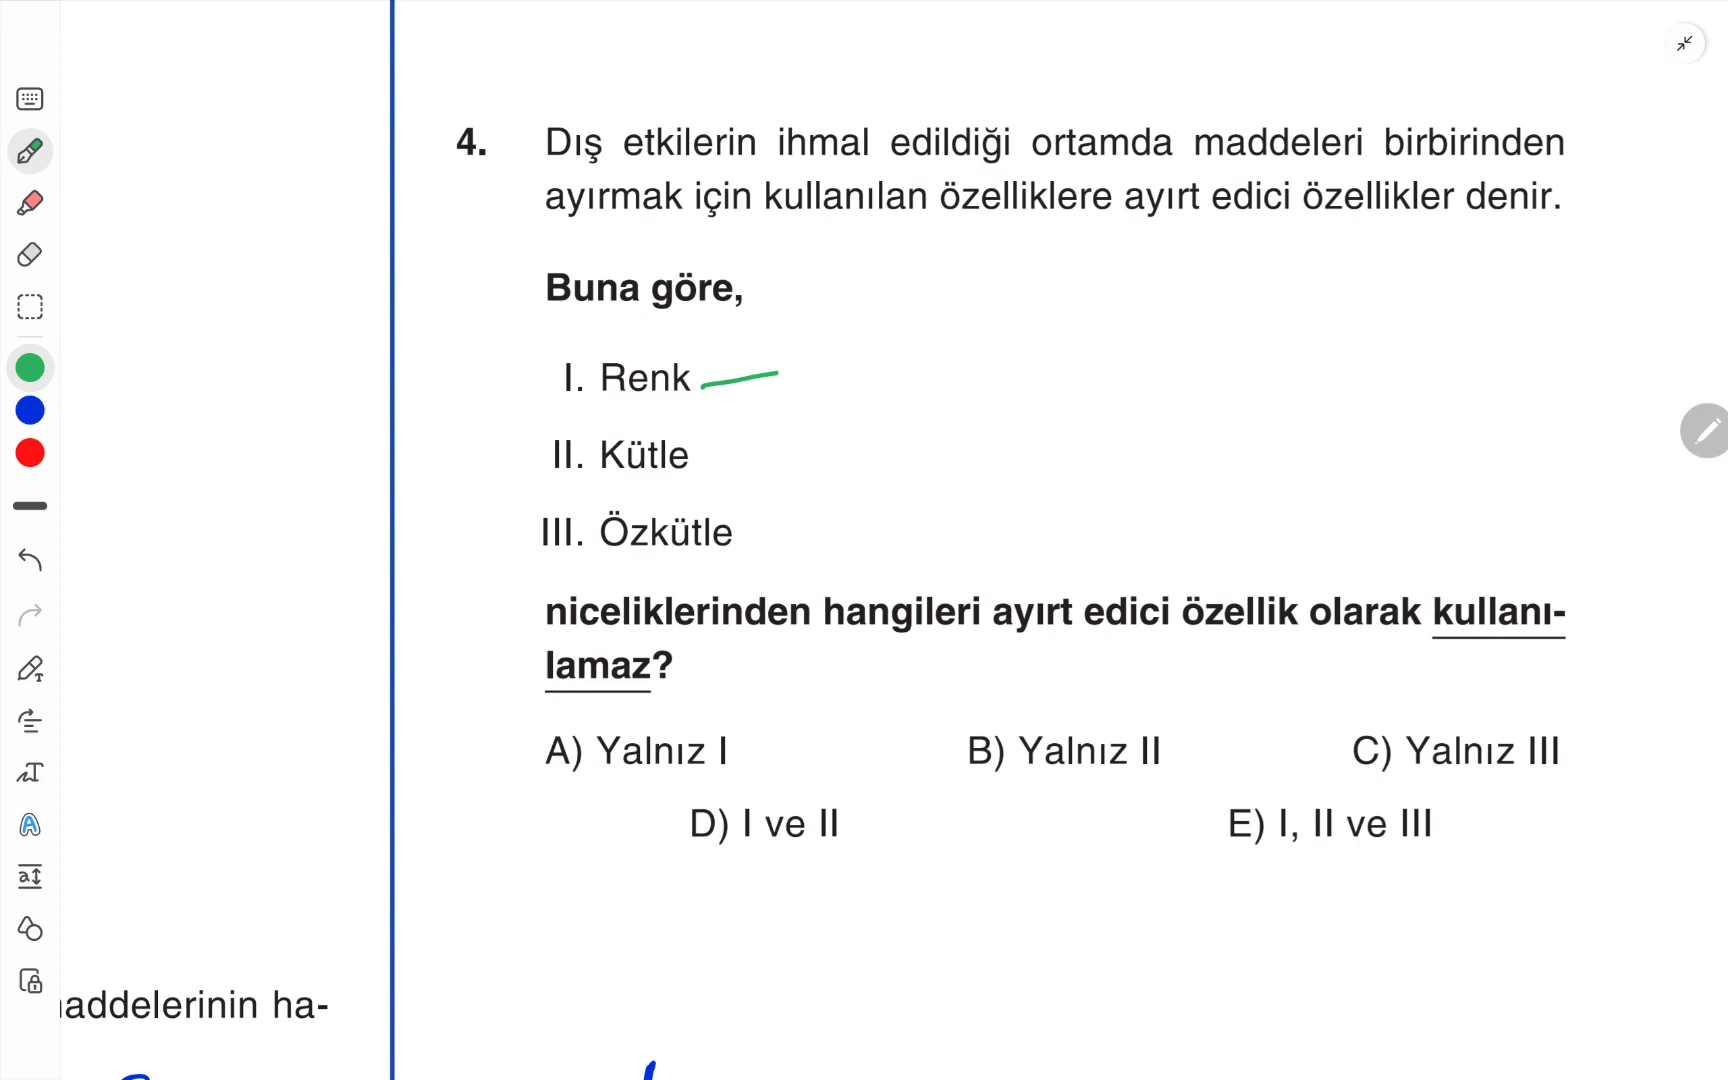 4. Dış etkilerin ihmal edildiği ortamda maddeleri birbirinden
ayırmak için kullanılan özelliklere ayırt edici özellikler denir.
Buna göre,
I. Renk
II. Kütle
III. Özkütle
niceliklerinden hangileri ayırt edici özellik olarak kullanı-
lamaz?
A) Yalnız I B) Yalnız II C) Yalnız III
D) I ve II E) I, II ve III
addelerinin ha-